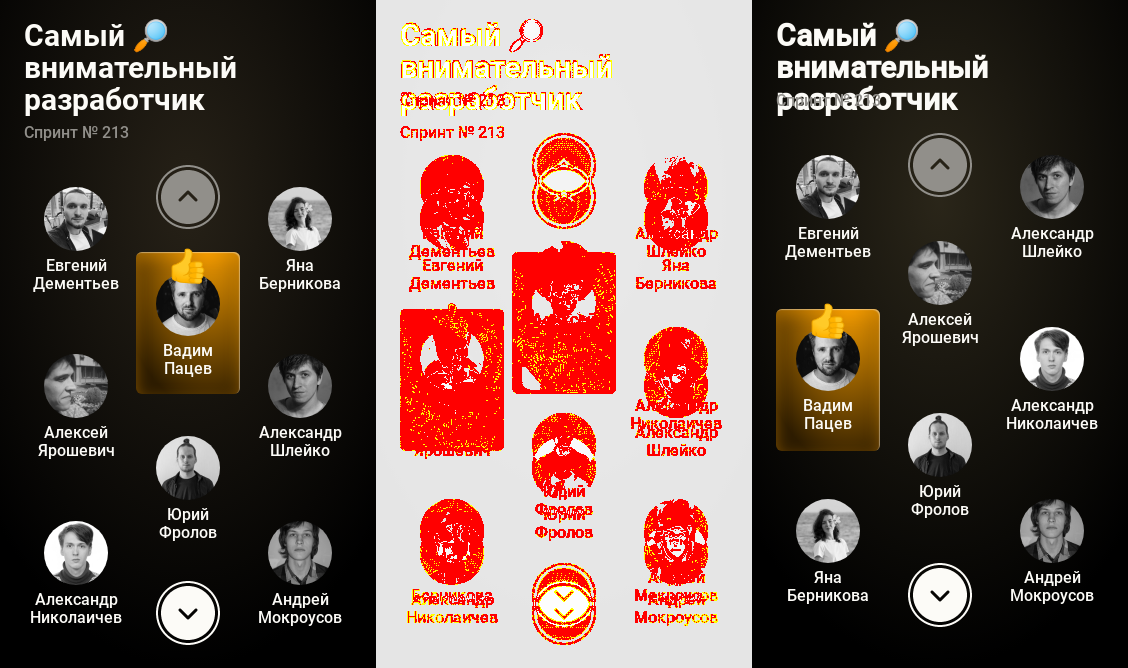 Самый 🔎
внимательный
разработчик
Спринт № 213
Евгений
Дементьев
Яна
Берникова
Вадим
Пацев
Алексей
Ярошевич
Александр
Шлейко
Юрий
Фролов
Александр
Николаичев
Андрей
Мокроусов
Самый 🔎
внимательный
разработчик
Спринт № 213
Спринт № 213
Евгений
Дементьев
Евгений
Дементьев
Александр
Шлейко
Яна
Берникова
Ярошевич
Александр
Николаичев
Александр
Шлейко
Юрий
Фролов
Юрий
Фролов
Берникова
Александр
Николаичев
Андрей
Мокроусов
Андрей
Мокроусов
Самый 🔎
внимательный
разработчик
Спринт № 213
Евгений
Дементьев
Александр
Шлейко
Алексей
Ярошевич
Вадим
Пацев
Александр
Николаичев
Юрий
Фролов
Яна
Берникова
Андрей
Мокроусов